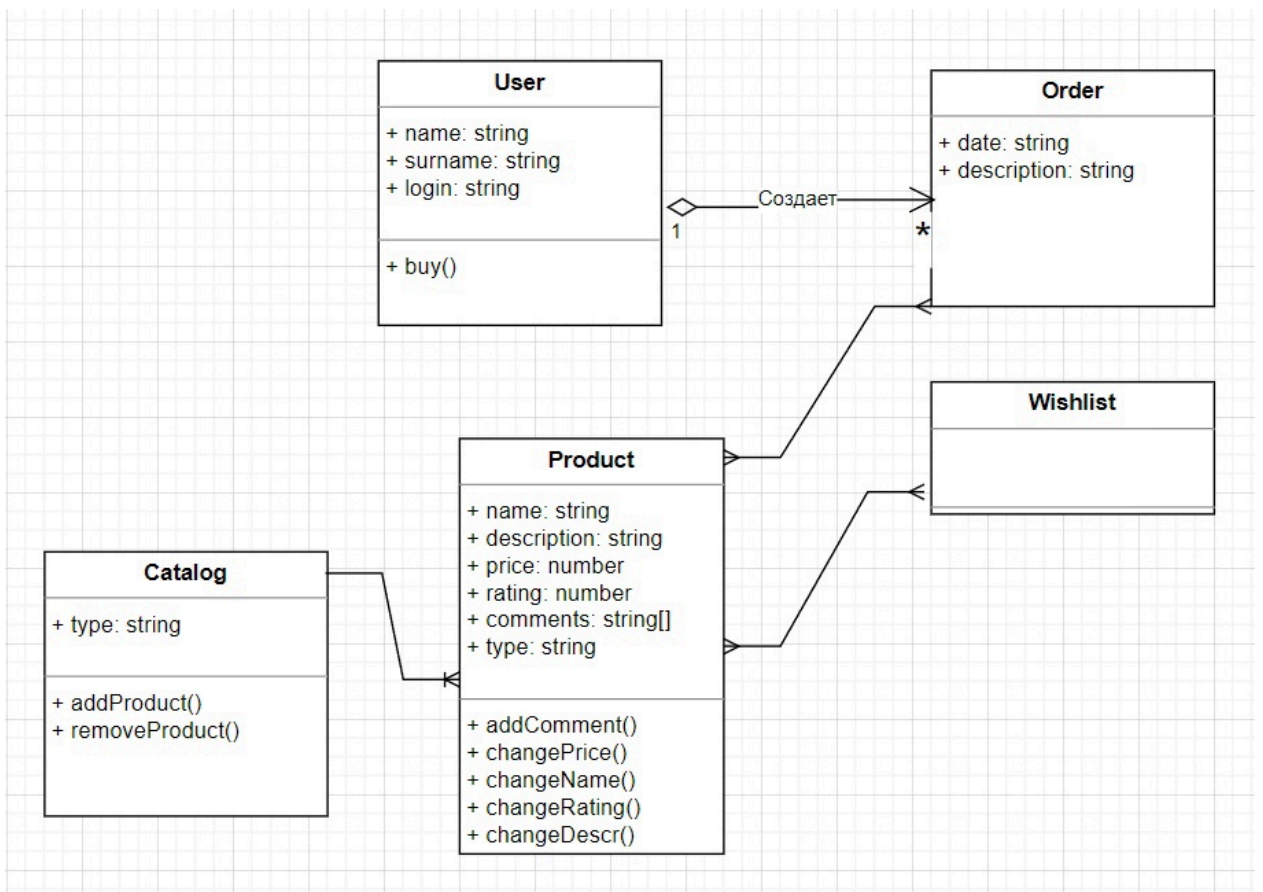 User
+ name: string
+ surname: string
+ login: string
+ buy()
Создает
1
*
Order
+ date: string
+ description: string
Wishlist
Product
+ name: string
+ description: string
+ price: number
+ rating: number
+ comments: string[]
+ type: string
+ addComment()
+ changePrice()
+ changeName()
+ changeRating()
+ changeDescr()
Catalog
+ type: string
+ addProduct()
+ removeProduct()